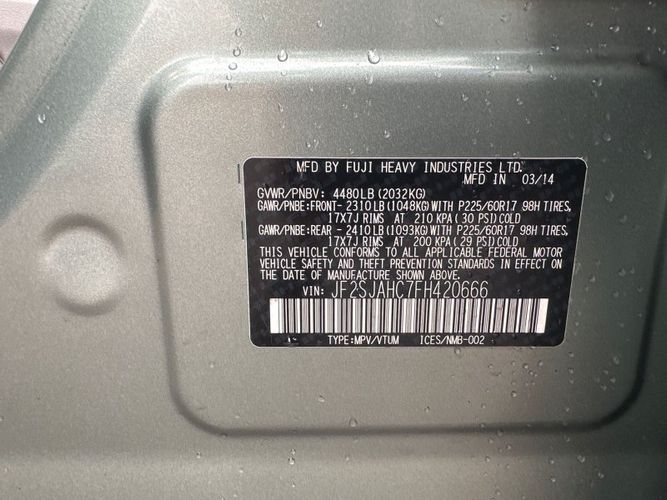 MFD BY FUJI HEAVY INDUSTRIES LTD.
MFD IN 03/14
GVWR/PNBV: 4480LB (2032KG)
GAWR/PNBE:FRONT- 2310 LB (1048KG) WITH P225/60R17 98H TIRES,
17X7J RIMS AT 210 KPA (30 PSI) COLD
GAWR/PNBE:REAR - 2410 LB (1093KG) WITH P225/60R17 98H TIRES,
17X7J RIMS AT 200 KPA (29 PSI) COLD
THIS VEHICLE CONFORMS TO ALL APPLICABLE FEDERAL MOTOR
VEHICLE SAFETY AND THEFT PREVENTION STANDARDS IN EFFECT ON
THE DATE OF MANUFACTURE SHOWN ABOVE.
VIN: JF2SJAHC7FH420666
TYPE:MPV/VTUM ICES/NMB-002